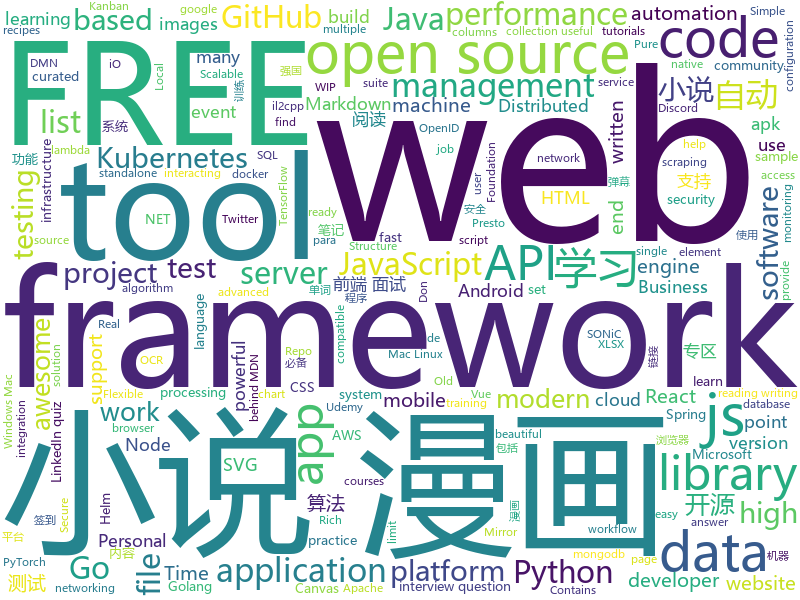 Kanban
google
recipes
based
learning
images
GitHub
build
Java
many
performance
automation
multiple
Simple
columns
collection useful
tutorials
Pure
configuration
DMN
iO
curated
Local
强国
训练
Scalable
event
suite
WIP
native
service
FREE
open source
code
management
community
list
Markdown
machine
Distributed
小说
自动
il2cpp
find
阅读
written
apk
use
Discord
系统
功能
lambda
Kubernetes
SQL
OpenID
job
help
web
infrastructure
standalone
interacting
docker
TensorFlow
network
Foundation
user
scraping
sample
access
monitoring
testing
tool
HTML
支持
弹幕
security
NET
Twitter
ready
笔记
para
fast
script
end
安全
使用
provide
source
project
test
server
Structure
JavaScript
API
学习
Presto
single
element
software
engine
前端
面试
Business
单词
程序
Android
set
framework
algorithm
advanced
Don
language
compatible
Real
OCR
Flexible
chart
Repo
必备
Mac Linux
SONiC
XLSX
专区
数据
learn
reading writing
awesome
support
powerful
behind MDN
Windows Mac
solution
integration
processing
CSS
system
mobile
modern
Old
Vue
training
Udemy
browser
LinkedIn quiz
work
Node
app
cloud
React
Spring
database
js
point
version
Microsoft
beautiful
包括
浏览器
小说
漫画
library
AWS
SVG
courses
算法
开源
high
Helm
Secure
签到
Personal
practice
limit
easy
answer
Mirror
workflow
data
平台
内容
Go
file
application
platform
Python
developer
website
PyTorch
测试
Time
Golang
networking
Rich
Canvas
Apache
interview question
Contains
mongodb
page
机器